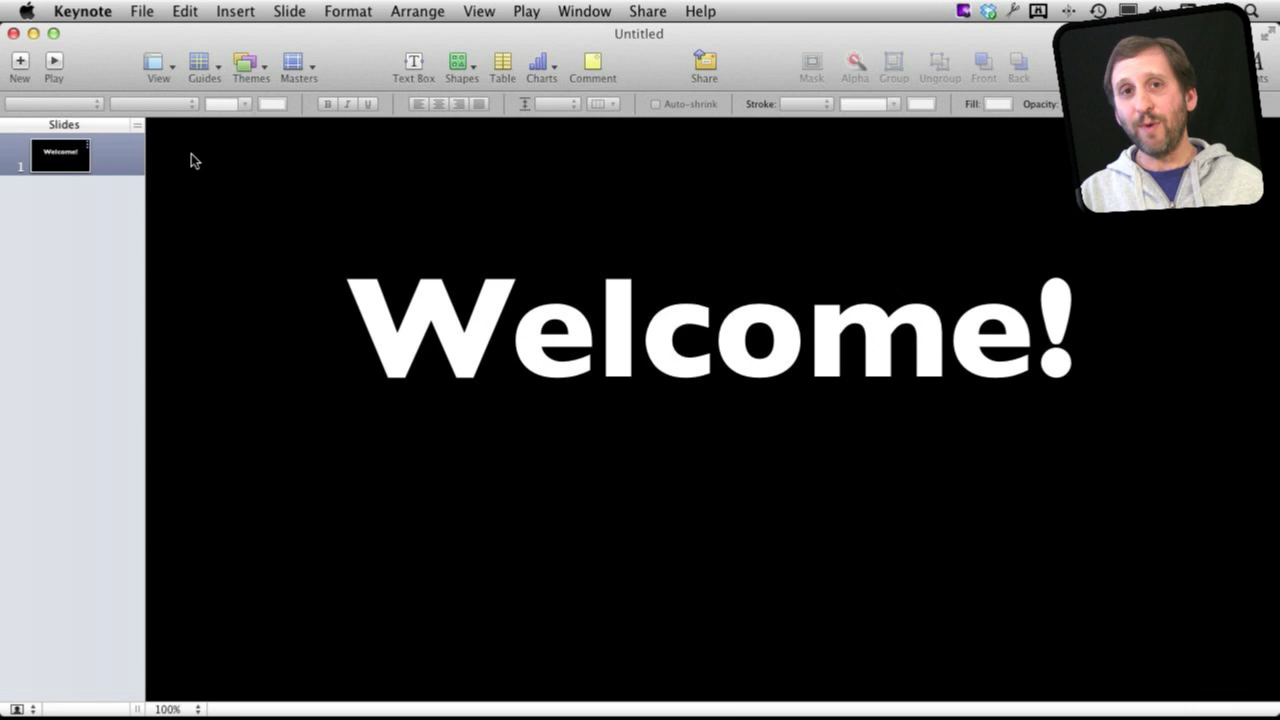 Keynote File Edit Insert Slide Format Arrange View Play Window Share Help
Untitled
New Play View Guides Themes Masters Text Box Shapes Table Charts Comment Share Mask Alpha Group Ungroup Front Back
B I U Auto-shrink Stroke: Fill: Opacity:
Slides
Welcome!
1
Welcome!
100%